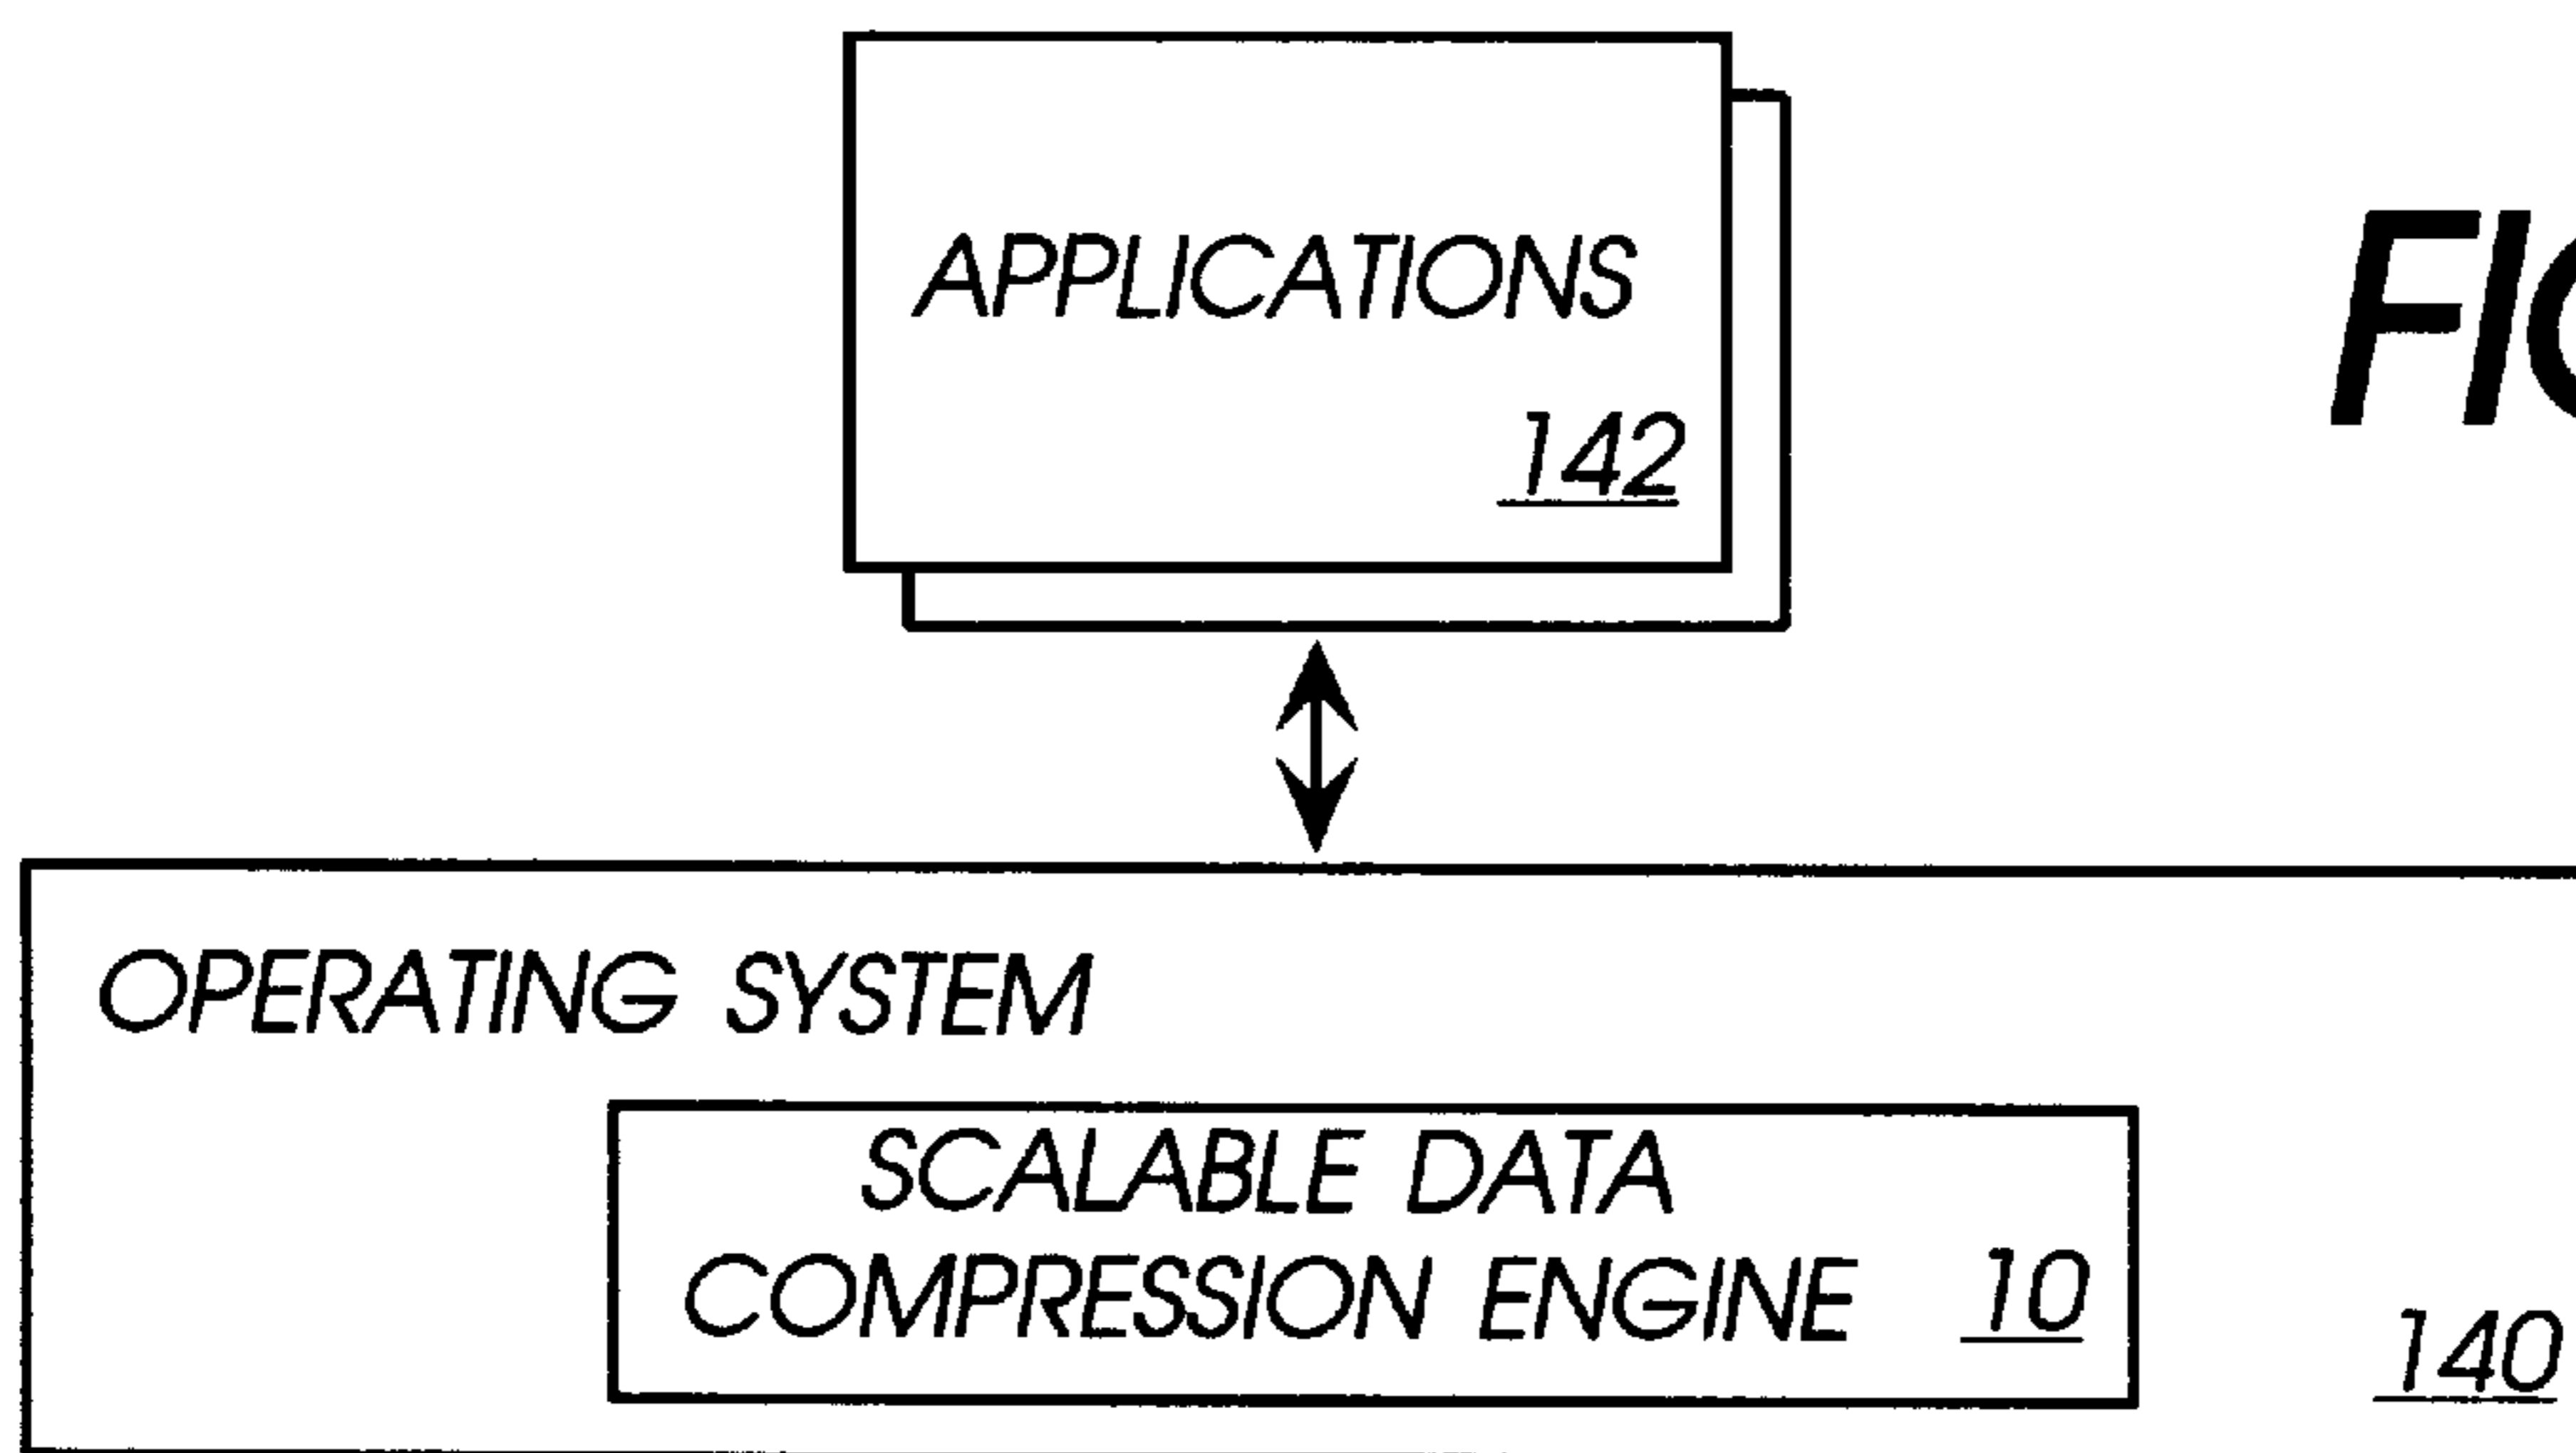 APPLICATIONS
142
OPERATING SYSTEM
SCALABLE DATA
COMPRESSION ENGINE 10
140